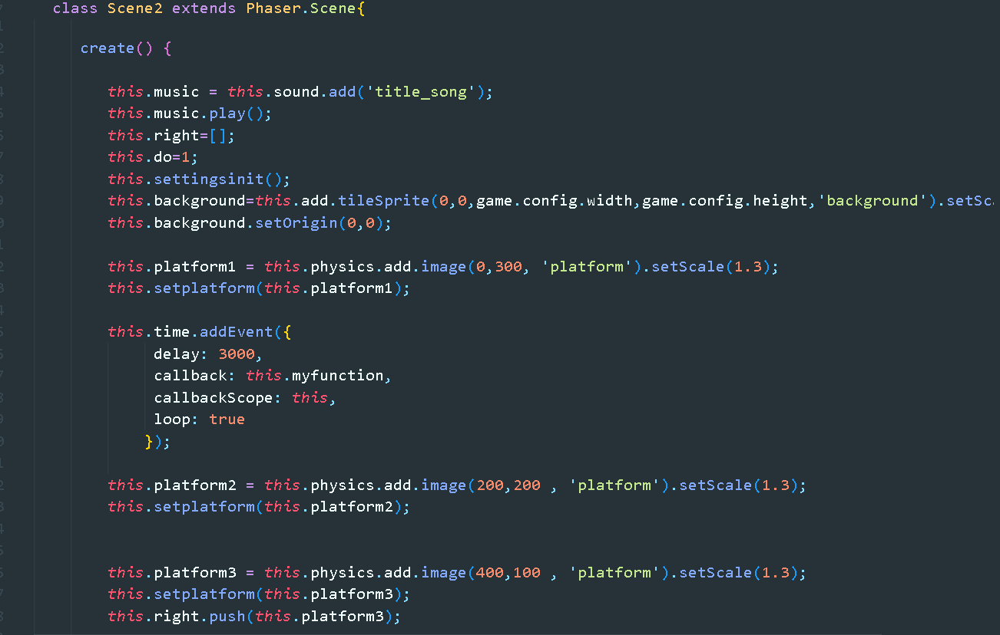 class Scene2 extends Phaser.Scene{
create() {
this.music = this.sound.add('title_song');
this.music.play();
this.right=[];
this.do=1;
this.settingsinit();
this.background=this.add.tileSprite(0,0,game.config.width,game.config.height,'background').setSc
this.background.setOrigin(0,0);
this.platform1 = this.physics.add.image(0,300, 'platform').setScale(1.3);
this.setplatform(this.platform1);
this.time.addEvent({
delay: 3000,
callback: this.myfunction,
callbackScope: this,
loop: true
});
this.platform2 = this.physics.add.image(200,200 , 'platform').setScale(1.3);
this.setplatform(this.platform2);
this.platform3 = this.physics.add.image(400,100 , 'platform').setScale(1.3);
this.setplatform(this.platform3);
this.right.push(this.platform3);